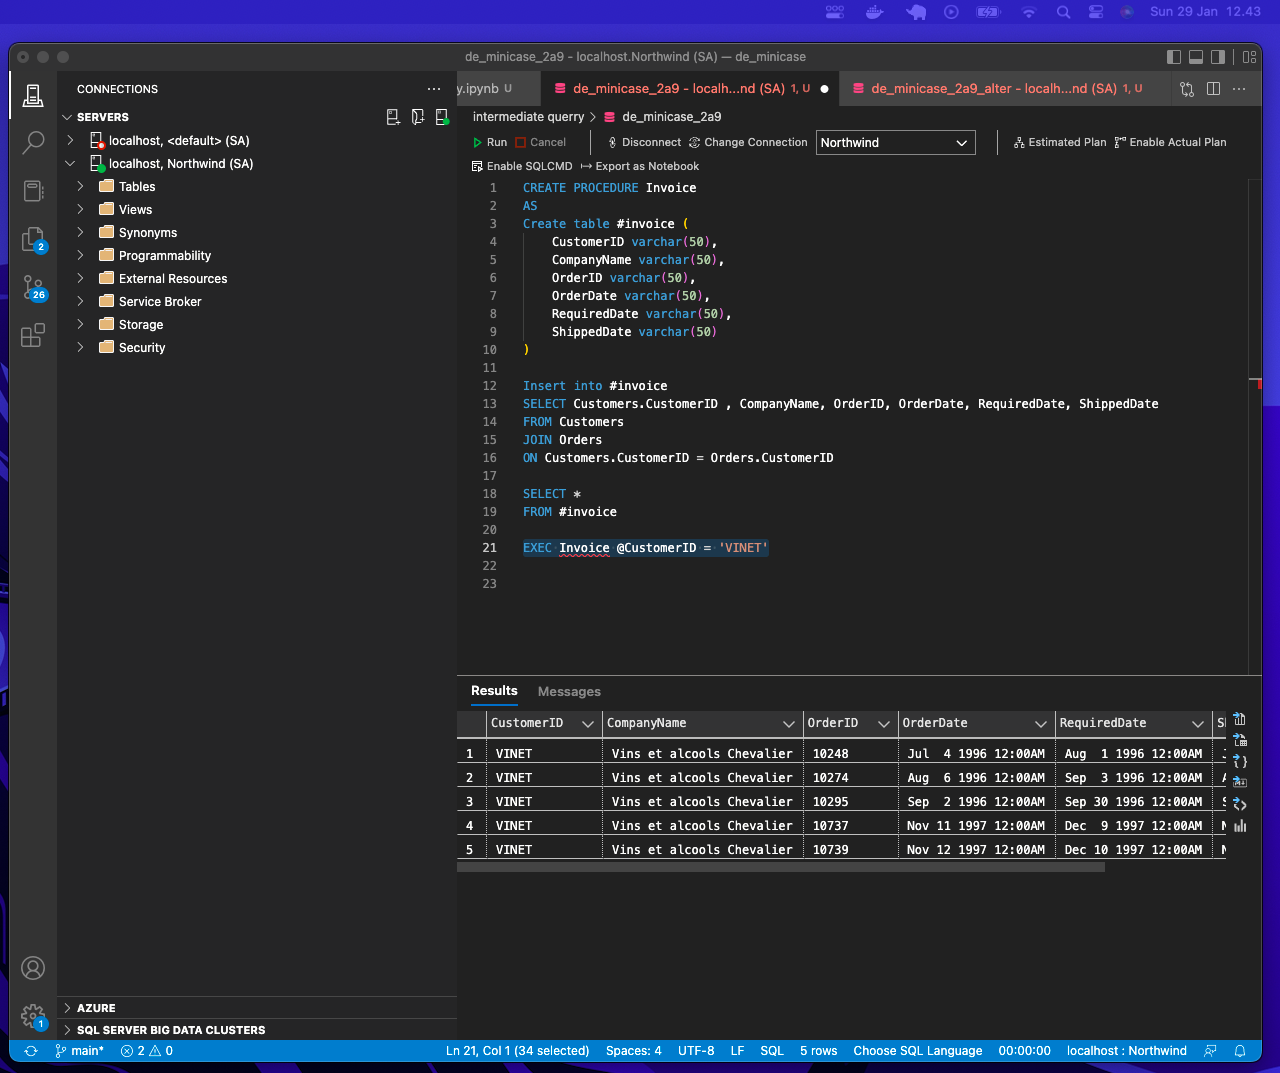 Sun 29 Jan 12.43
de_minicase_2a9 - localhost.Northwind (SA) — de_minicase
CONNECTIONS
SERVERS
localhost, <default> (SA)
localhost, Northwind (SA)
Tables
Views
Synonyms
Programmability
External Resources
Service Broker
Storage
Security
2
26
1
AZURE
SQL SERVER BIG DATA CLUSTERS
y.ipynb U
de_minicase_2a9 - localh...nd (SA) 1, U
de_minicase_2a9_alter - localh...nd (SA) 1, U
intermediate querry > de_minicase_2a9
Run Cancel Disconnect Change Connection Northwind Estimated Plan Enable Actual Plan
Enable SQLCMD Export as Notebook
1 CREATE PROCEDURE Invoice
2 AS
3 Create table #invoice (
4 CustomerID varchar(50),
5 CompanyName varchar(50),
6 OrderID varchar(50),
7 OrderDate varchar(50),
8 RequiredDate varchar(50),
9 ShippedDate varchar(50)
10 )
11
12 Insert into #invoice
13 SELECT Customers.CustomerID , CompanyName, OrderID, OrderDate, RequiredDate, ShippedDate
14 FROM Customers
15 JOIN Orders
16 ON Customers.CustomerID = Orders.CustomerID
17
18 SELECT *
19 FROM #invoice
20
21 EXEC Invoice @CustomerID = 'VINET'
22
23
Results Messages
CustomerID CompanyName OrderID OrderDate RequiredDate
1 VINET Vins et alcools Chevalier 10248 Jul 4 1996 12:00AM Aug 1 1996 12:00AM
2 VINET Vins et alcools Chevalier 10274 Aug 6 1996 12:00AM Sep 3 1996 12:00AM
3 VINET Vins et alcools Chevalier 10295 Sep 2 1996 12:00AM Sep 30 1996 12:00AM
4 VINET Vins et alcools Chevalier 10737 Nov 11 1997 12:00AM Dec 9 1997 12:00AM
5 VINET Vins et alcools Chevalier 10739 Nov 12 1997 12:00AM Dec 10 1997 12:00AM
main* 2 0 Ln 21, Col 1 (34 selected) Spaces: 4 UTF-8 LF SQL 5 rows Choose SQL Language 00:00:00 localhost : Northwind